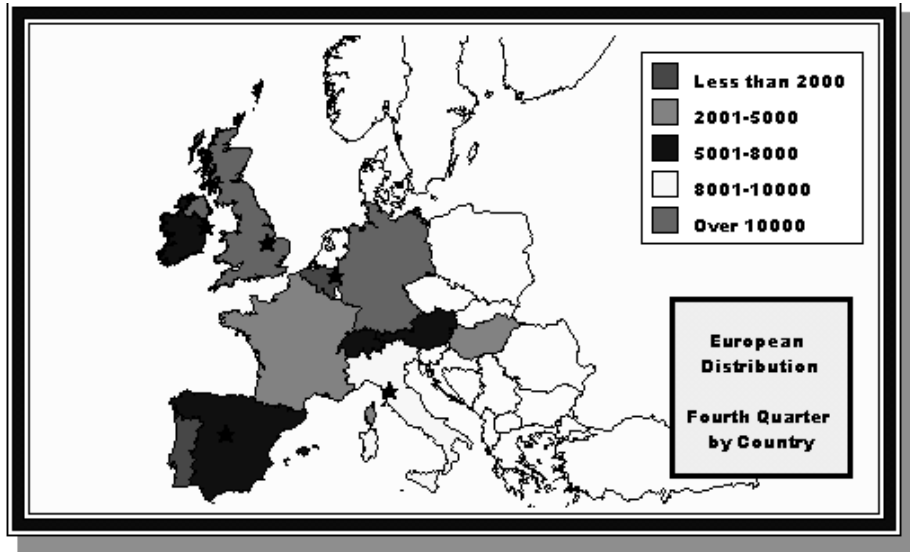 Less than 2000
2001-5000
5001-8000
8001-10000
Over 10000
European
Distribution
Fourth Quarter
by Country